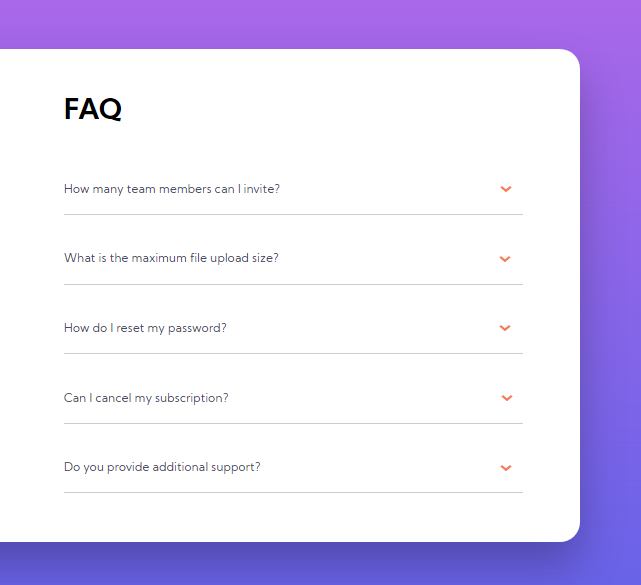 FAQ
How many team members can I invite?
What is the maximum file upload size?
How do I reset my password?
Can I cancel my subscription?
Do you provide additional support?